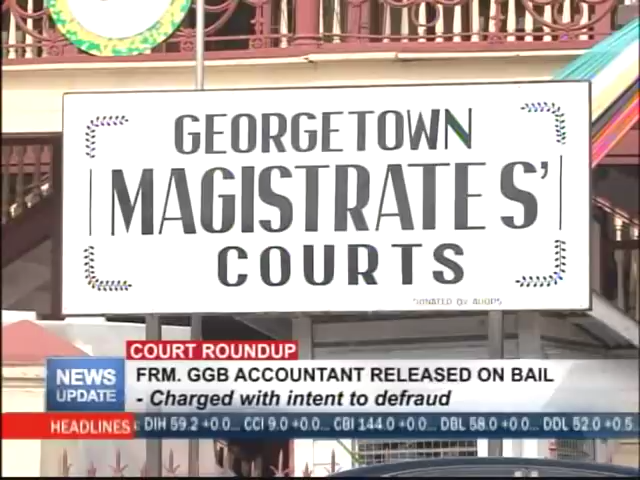 GEORGETOWN
MAGISTRATES'
COURTS
DONATED BY
COURT ROUNDUP
NEWS
UPDATE
FRM. GGB ACCOUNTANT RELEASED ON BAIL
- Charged with intent to defraud
HEADLINES
DIH 59.2 +0.0... CCI 9.0 +0.0... CBI 144.0 +0.0... DBL 58.0 +0.0... DDL 52.0 +0.5